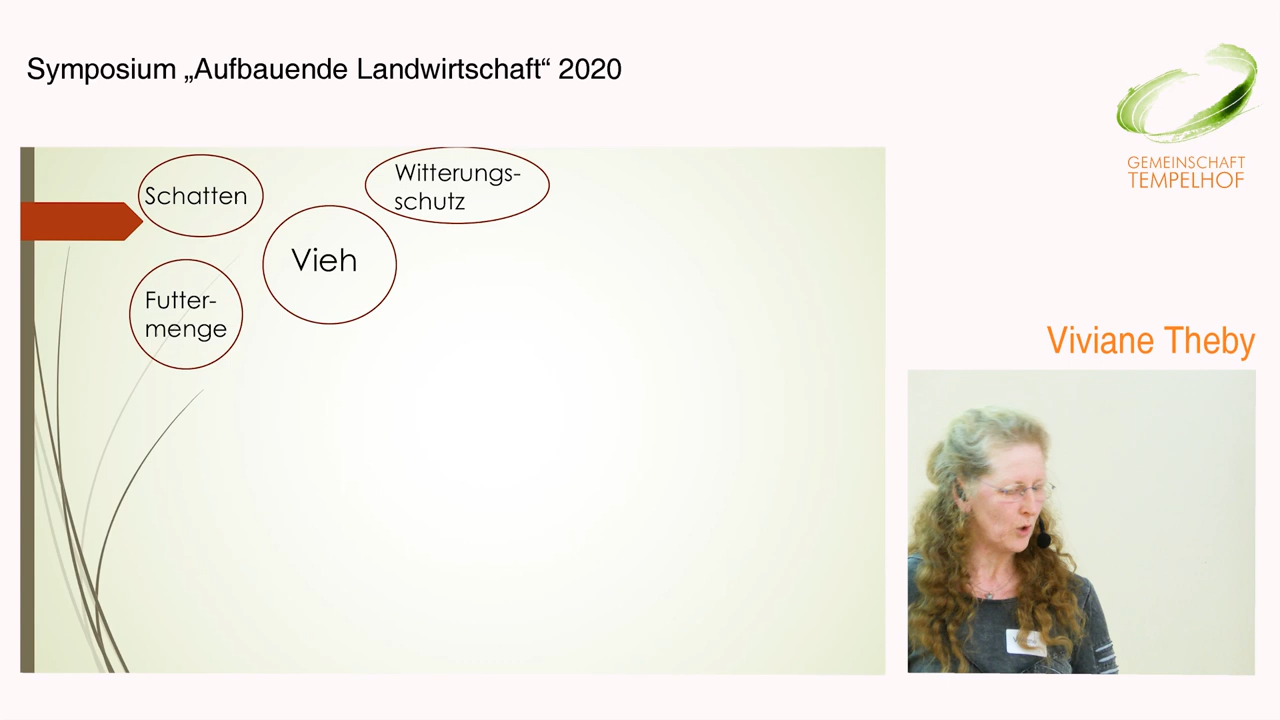 Symposium „Aufbauende Landwirtschaft“ 2020
GEMEINSCHAFT
TEMPELHOF
Schatten
Witterungs-
schutz
Vieh
Futter-
menge
Viviane Theby